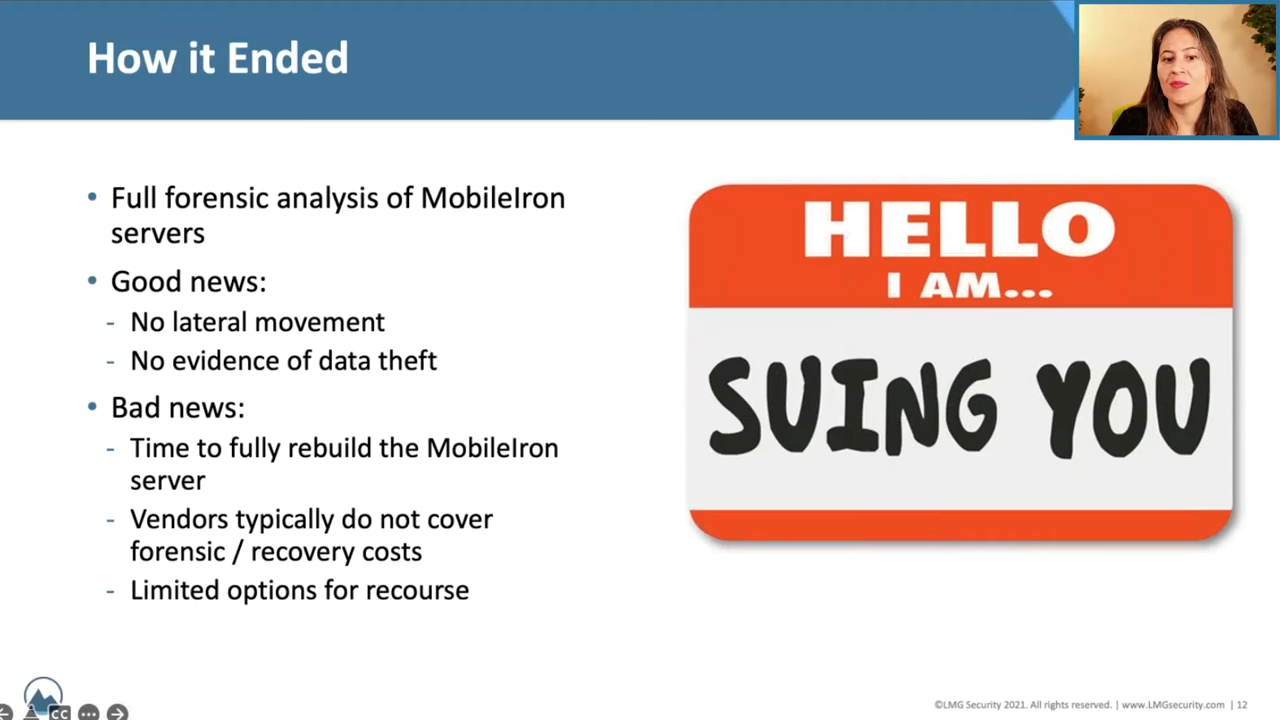 How it Ended
• Full forensic analysis of MobileIron
servers
• Good news:
- No lateral movement
- No evidence of data theft
• Bad news:
- Time to fully rebuild the MobileIron
server
- Vendors typically do not cover
forensic / recovery costs
- Limited options for recourse
HELLO
I AM...
SUING YOU
CC
©LMG Security 2021. All rights reserved. | www.LMGsecurity.com | 12